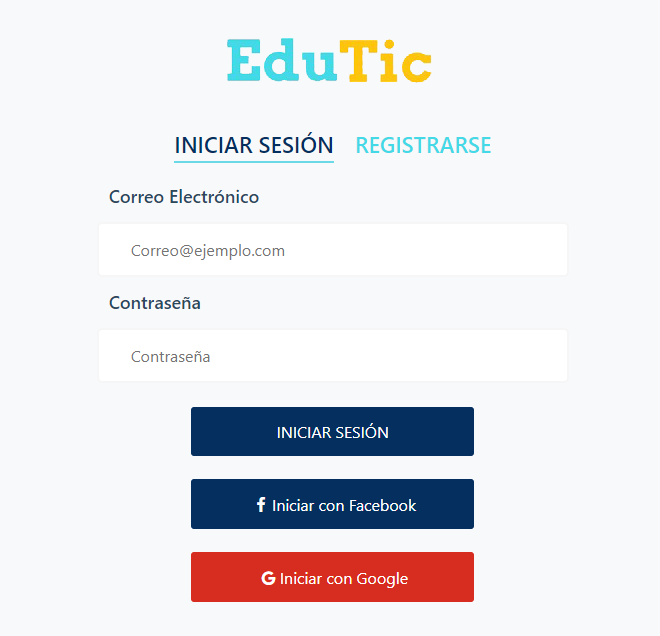 EduTic
INICIAR SESIÓN REGISTRARSE
Correo Electrónico
Correo@ejemplo.com
Contraseña
Contraseña
INICIAR SESIÓN
Iniciar con Facebook
Iniciar con Google